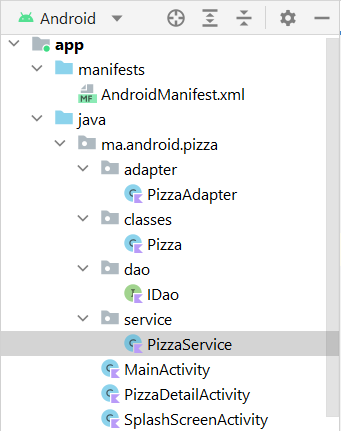 Android
app
manifests
MF AndroidManifest.xml
java
ma.android.pizza
adapter
C PizzaAdapter
classes
C Pizza
dao
I IDao
service
C PizzaService
C MainActivity
C PizzaDetailActivity
C SplashScreenActivity